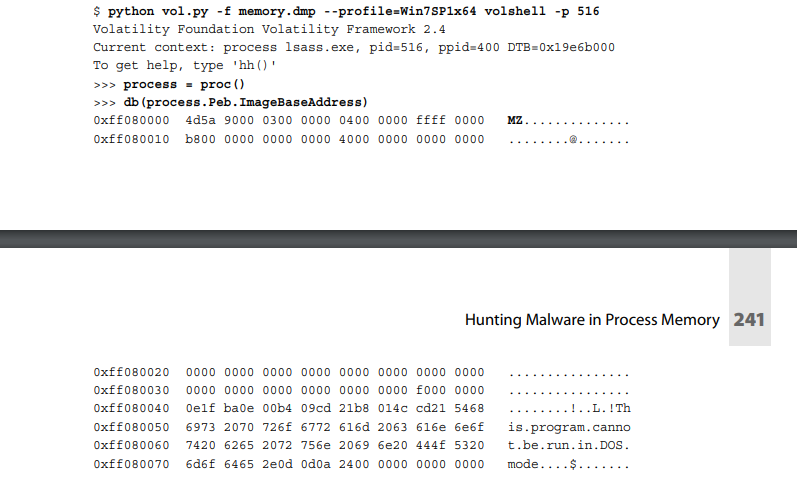 $ python vol.py -f memory.dmp --profile=Win7SP1x64 volshell -p 516
Volatility Foundation Volatility Framework 2.4
Current context: process lsass.exe, pid=516, ppid=400 DTB=0x19e6b000
To get help, type 'hh()'
>>> process = proc()
>>> db(process.Peb.ImageBaseAddress)
0xff080000 4d5a 9000 0300 0000 0400 0000 ffff 0000 MZ..............
0xff080010 b800 0000 0000 0000 4000 0000 0000 0000 ........@.......
Hunting Malware in Process Memory 241
0xff080020 0000 0000 0000 0000 0000 0000 0000 0000 ................
0xff080030 0000 0000 0000 0000 0000 0000 f000 0000 ................
0xff080040 0e1f ba0e 00b4 09cd 21b8 014c cd21 5468 ........!..L.!Th
0xff080050 6973 2070 726f 6772 616d 2063 616e 6e6f is.program.canno
0xff080060 7420 6265 2072 756e 2069 6e20 444f 5320 t.be.run.in.DOS.
0xff080070 6d6f 6465 2e0d 0d0a 2400 0000 0000 0000 mode....$.......